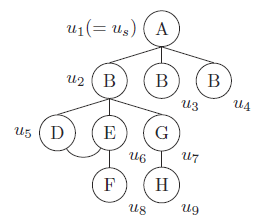 u₁(= uₛ) A
u₂ B B B
u₃ u₄
u₅ D E G
u₆ u₇
F H
u₈ u₉